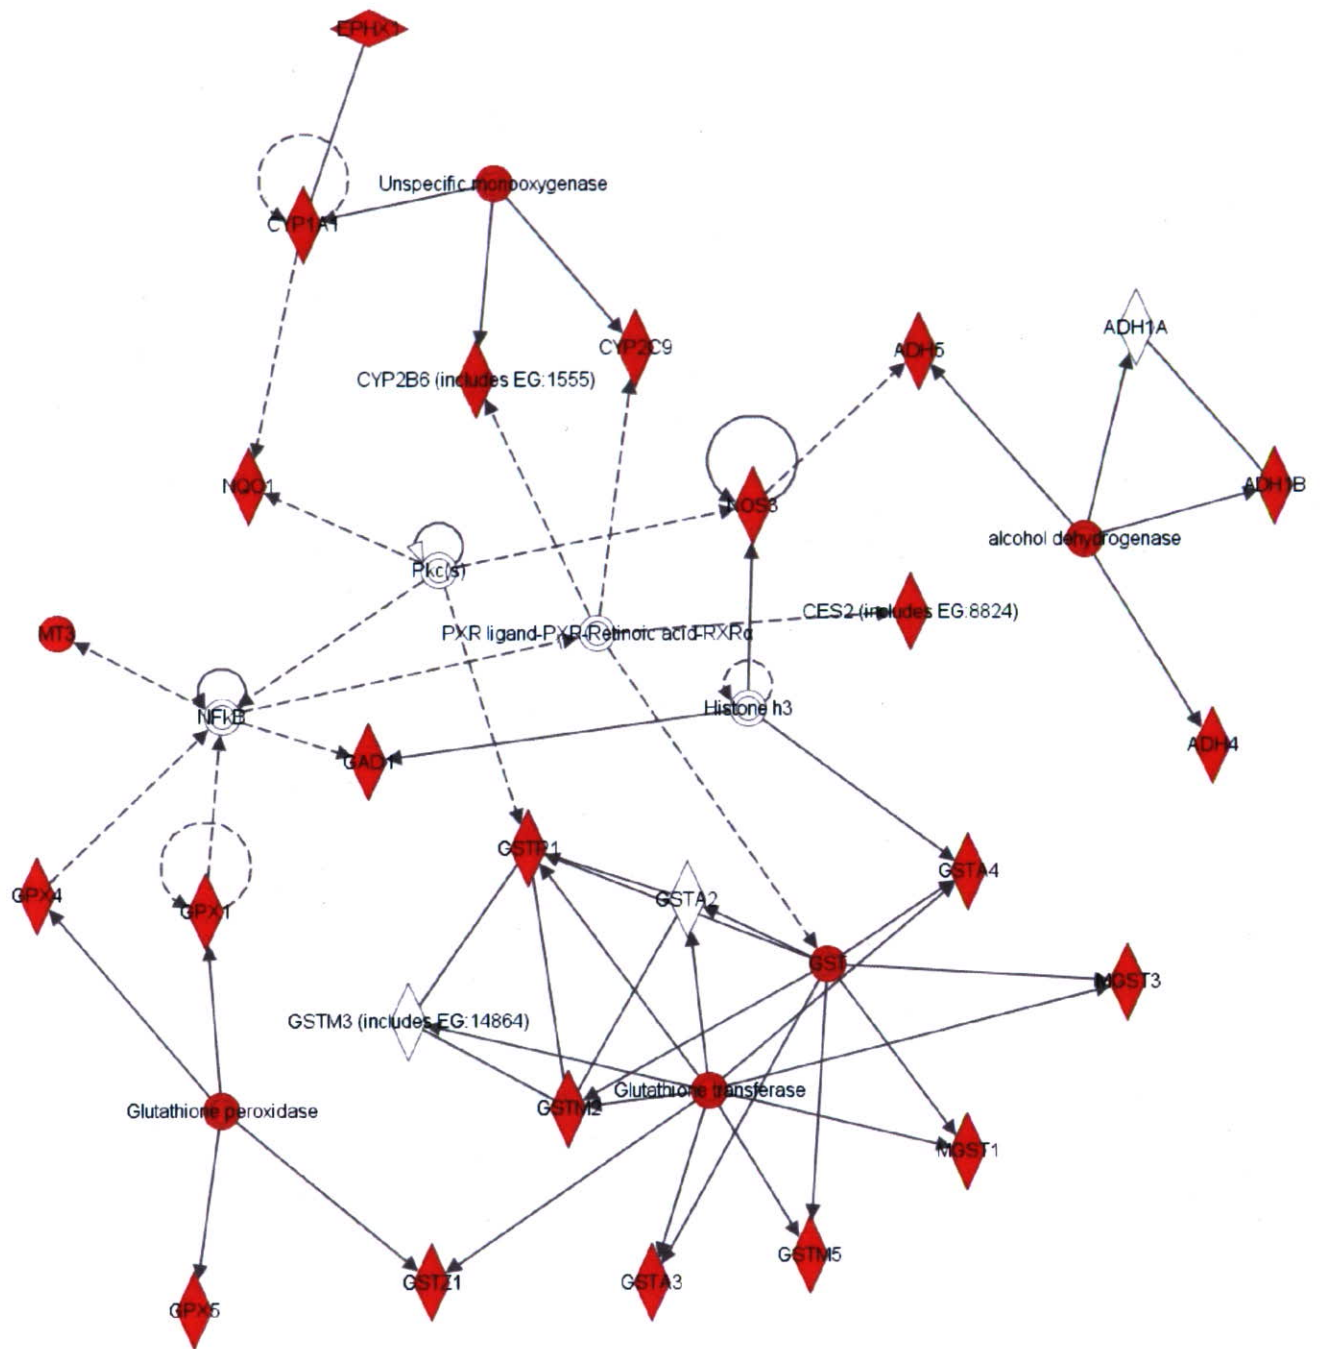 EPHX1
Unspecific monooxygenase
CYP1A1
ADH1A
CYP2C9
ADH5
CYP2B6 (includes EG:1555)
NQO1
NOS3
ADH1B
alcohol dehydrogenase
Pkc(s)
CES2 (includes EG:8824)
MT3
PXR ligand-PXR-Retinoic acid-RXRα
NFkB
Histone h3
GAD1
ADH4
GSTP1
GSTA4
GPX4
GPX1
GSTA2
GST
MGST3
GSTM3 (includes EG:14864)
Glutathione transferase
Glutathione peroxidase
GSTM2
MGST1
GSTM5
GSTZ1
GSTA3
GPX5